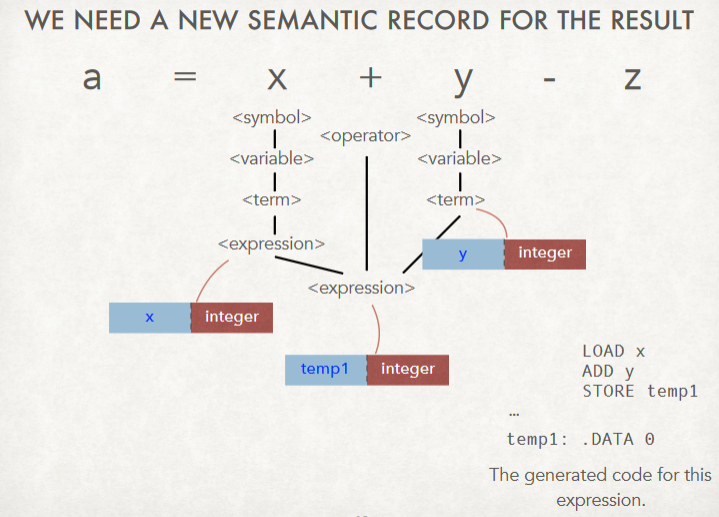 WE NEED A NEW SEMANTIC RECORD FOR THE RESULT
a = x + y - z
<symbol> <symbol>
<operator>
<variable> <variable>
<term> <term>
<expression>
y integer
<expression>
x integer
temp1 integer
LOAD x
ADD y
STORE temp1
…
temp1: .DATA 0
The generated code for this
expression.